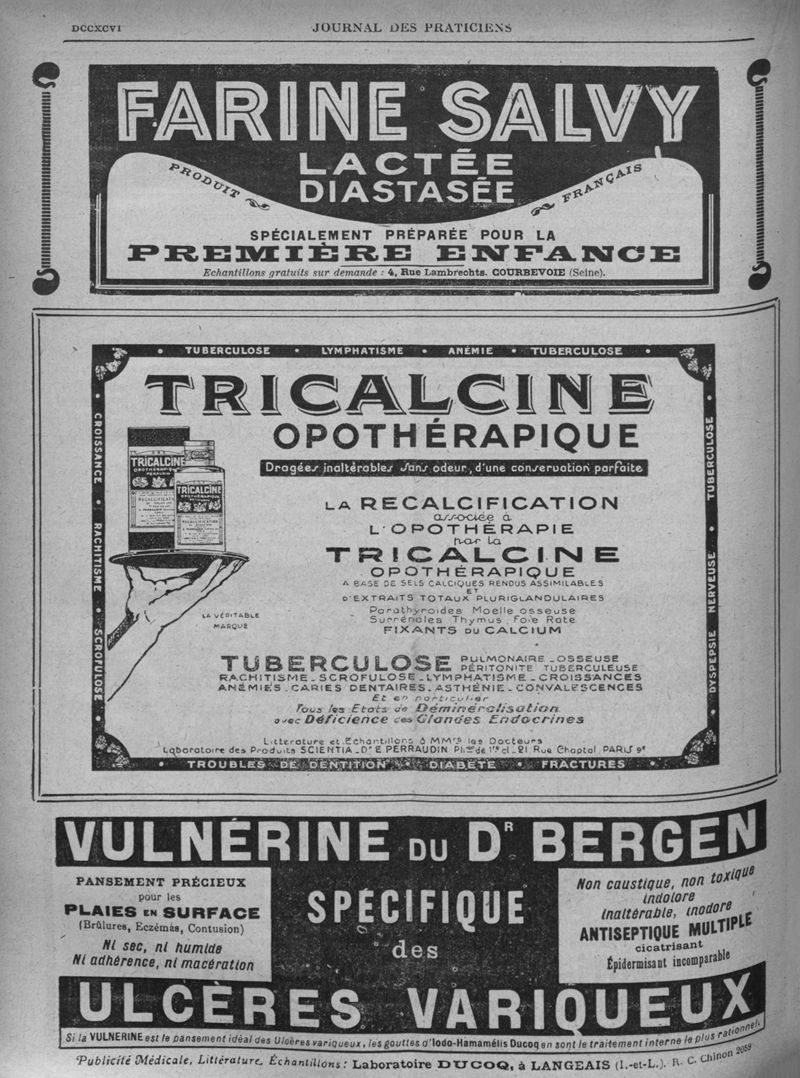 DCCXCVI
JOURNAL DES PRATICIENS
FARINE SALVY
LACTÉE
DIASTASÉE
PRODUIT
FRANÇAIS
SPÉCIALEMENT PRÉPARÉE POUR LA
PREMIÈRE ENFANCE
Echantillons gratuits sur demande : 4, Rue Lambrechts. COURBEVOIE (Seine).
TUBERCULOSE • LYMPHATISME • ANÉMIE • TUBERCULOSE
CROISSANCE • RACHITISME • SCROFULOSE
TUBERCULOSE • DYSPEPSIE NERVEUSE
TRICALCINE
OPOTHÉRAPIQUE
Dragées inaltérables sans odeur, d'une conservation parfaite
TRICALCINE
TRICALCINE
LA RECALCIFICATION
associée à
L'OPOTHÉRAPIE
par la
TRICALCINE
OPOTHÉRAPIQUE
A BASE DE SELS CALCIQUES RENDUS ASSIMILABLES
ET
D'EXTRAITS TOTAUX PLURIGLANDULAIRES
Parathyroides Moelle osseuse
Surrénales Thymus, Foie Rate
FIXANTS DU CALCIUM
LA VÉRITABLE
MARQUE
TUBERCULOSE PULMONAIRE - OSSEUSE
PÉRITONITE TUBERCULEUSE
RACHITISME - SCROFULOSE - LYMPHATISME - CROISSANCES
ANÉMIES - CARIES DENTAIRES - ASTHÉNIE - CONVALESCENCES
Et en particulier
Tous les Etats de Déminéralisation
avec Déficience des Glandes Endocrines
Littérature et Echantillons à MMrs les Docteurs
Laboratoire des Produits SCIENTIA - Dr E PERRAUDIN Phcien de 1re cl - 21 Rue Chaptal PARIS 9e
TROUBLES DE DENTITION • DIABÈTE • FRACTURES
VULNÉRINE DU Dr BERGEN
PANSEMENT PRÉCIEUX
pour les
PLAIES EN SURFACE
(Brûlures, Eczémas, Contusion)
Ni sec, ni humide
Ni adhérence, ni macération
SPÉCIFIQUE
des
Non caustique, non toxique
indolore
inaltérable, inodore
ANTISEPTIQUE MULTIPLE
cicatrisant
Épidermisant incomparable
ULCÈRES VARIQUEUX
Si la VULNERINE est le pansement idéal des Ulcères variqueux, les gouttes d'Iodo-Hamamélis Ducoq en sont le traitement interne le plus rationnel.
Publicité Médicale, Littérature, Échantillons : Laboratoire DUCOQ, à LANGEAIS (I.-et-L.). R. C. Chinon 2058